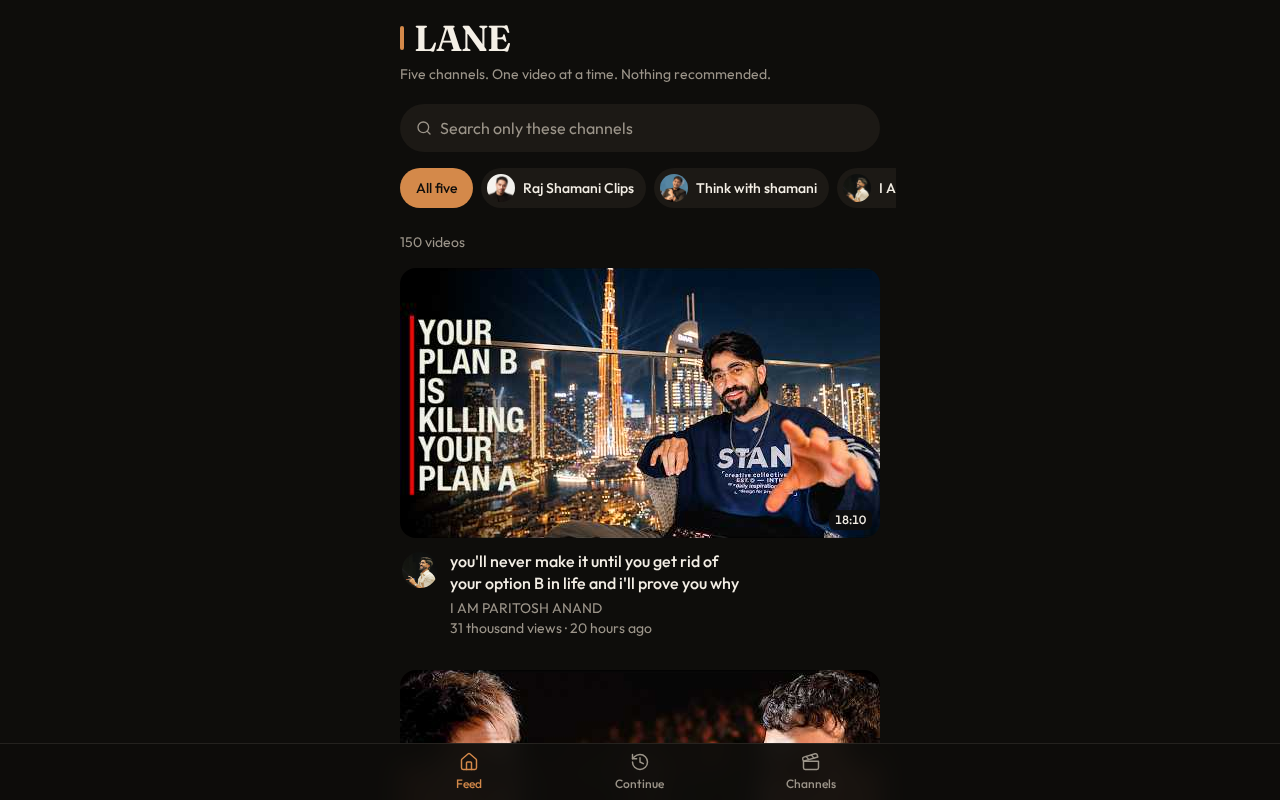 LANE
Five channels. One video at a time. Nothing recommended.
Search only these channels
All five
Raj Shamani Clips
Think with shamani
I A
150 videos
YOUR
PLAN B
IS
KILLING
YOUR
PLAN A
STAN
creative collective
18:10
you'll never make it until you get rid of
your option B in life and i'll prove you why
I AM PARITOSH ANAND
31 thousand views · 20 hours ago
Feed
Continue
Channels